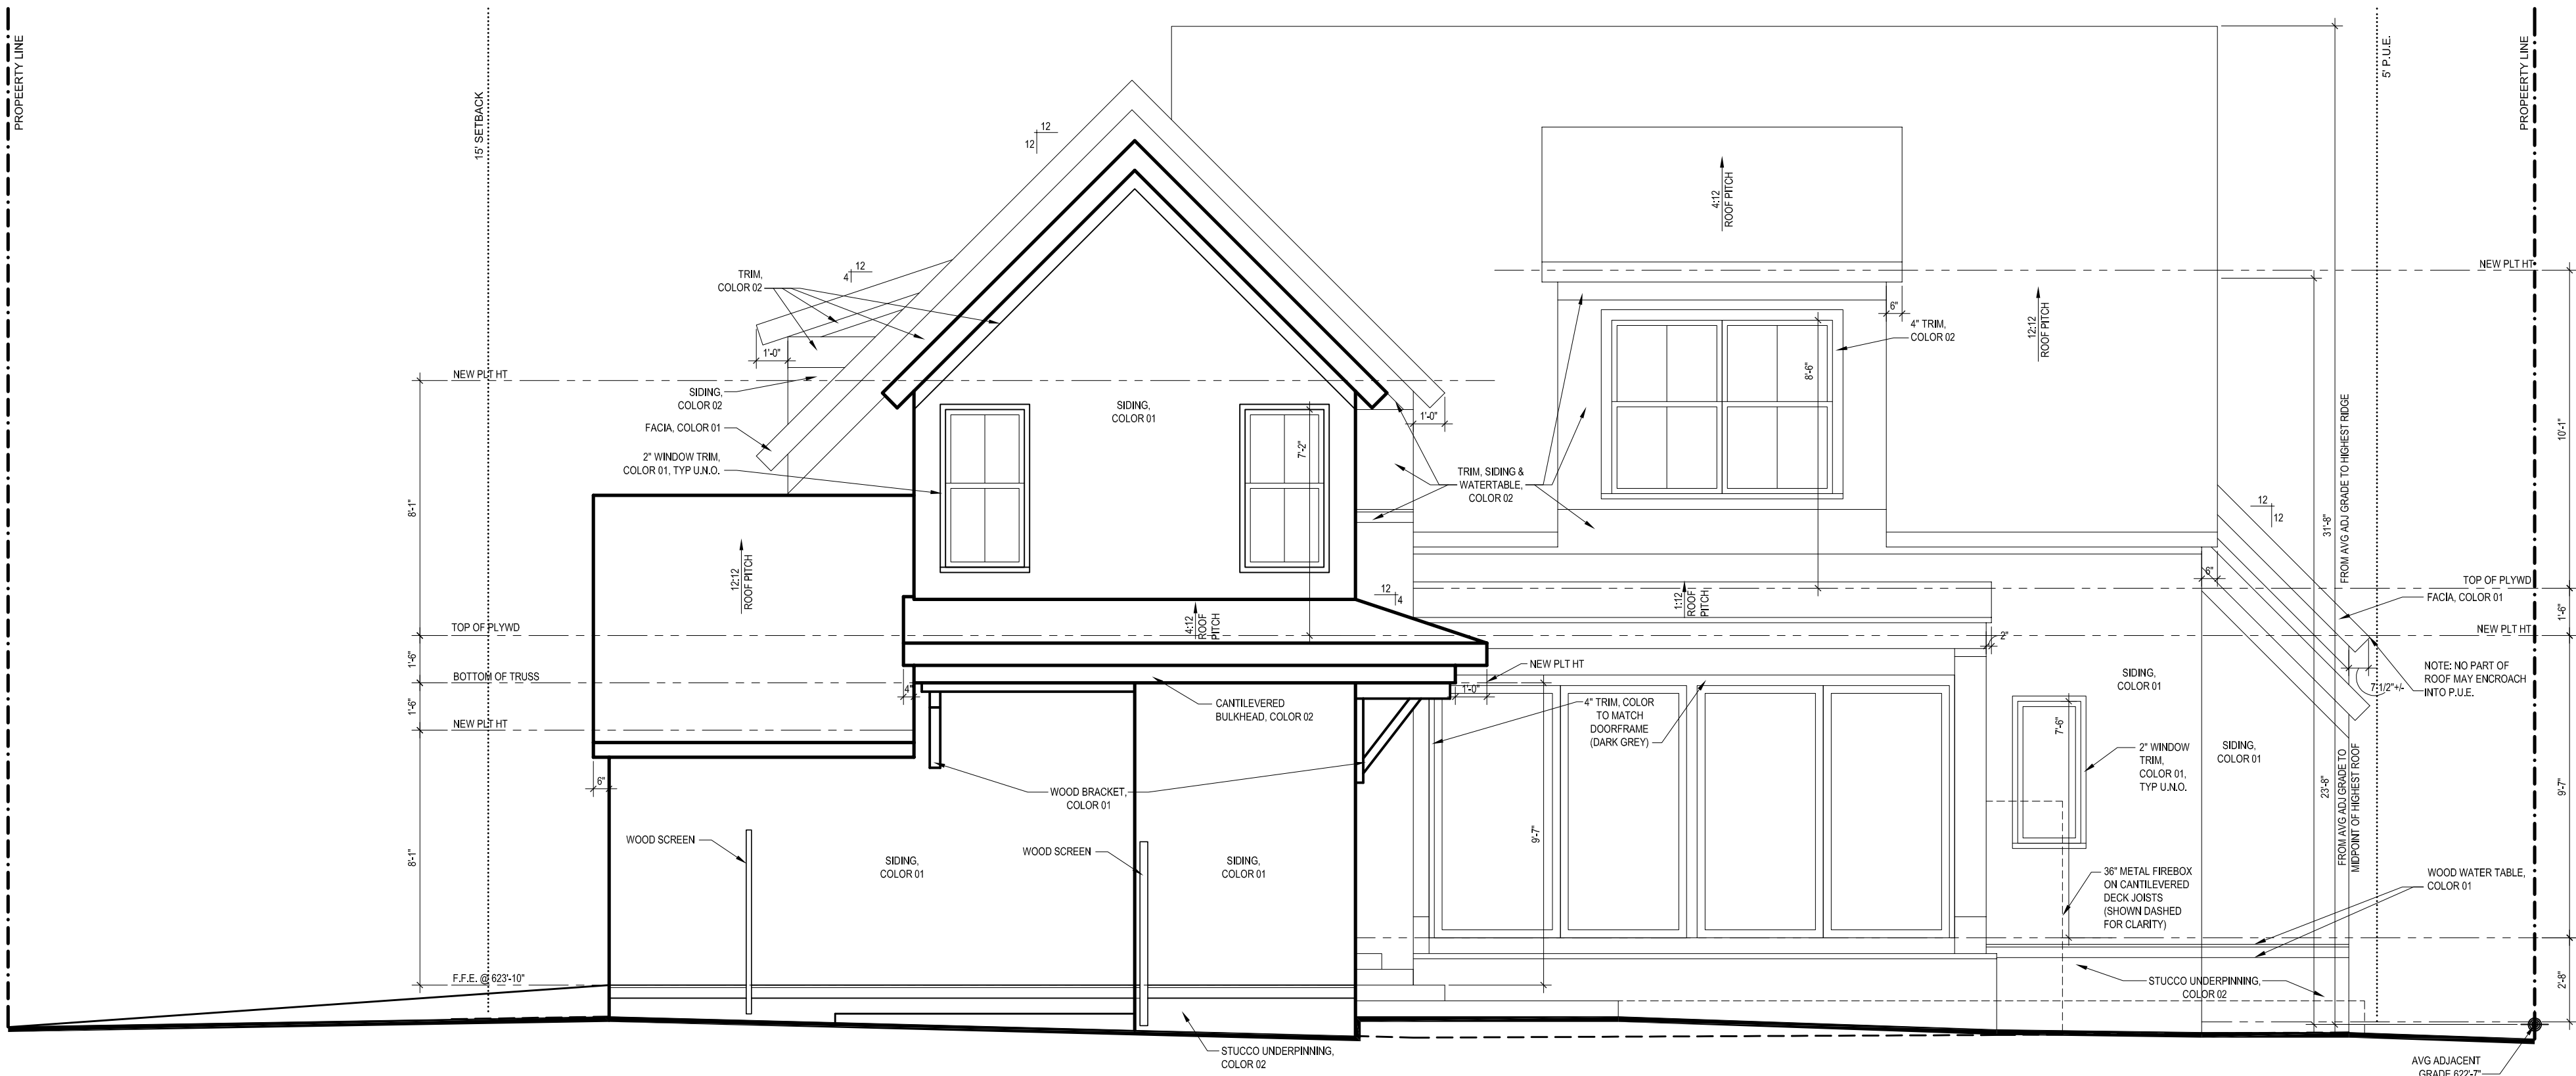 PROPEERTY LINE
15' SETBACK
12
12
12
4
TRIM,
COLOR 02
1'-0"
NEW PLT HT
SIDING,
COLOR 02
FACIA, COLOR 01
2" WINDOW TRIM,
COLOR 01, TYP U.N.O.
8'-1"
12:12
ROOF PITCH
TOP OF PLYWD
1'-6"
BOTTOM OF TRUSS
1'-6"
NEW PLT HT
6"
8'-1"
WOOD SCREEN
F.F.E. @ 623'-10"
SIDING,
COLOR 01
7'-2"
1'-0"
TRIM, SIDING &
WATERTABLE,
COLOR 02
12
4
4:12
ROOF
PITCH
4"
CANTILEVERED
BULKHEAD, COLOR 02
NEW PLT HT
1'-0"
WOOD BRACKET,
COLOR 01
SIDING,
COLOR 01
WOOD SCREEN
SIDING,
COLOR 01
STUCCO UNDERPINNING,
COLOR 02
4:12
ROOF PITCH
6"
4" TRIM,
COLOR 02
8'-6"
12:12
ROOF PITCH
1:12
ROOF
PITCH
2"
4" TRIM, COLOR
TO MATCH
DOORFRAME
(DARK GREY)
9'-7"
SIDING,
COLOR 01
7'-6"
2" WINDOW
TRIM,
COLOR 01,
TYP U.N.O.
SIDING,
COLOR 01
36" METAL FIREBOX
ON CANTILEVERED
DECK JOISTS
(SHOWN DASHED
FOR CLARITY)
STUCCO UNDERPINNING,
COLOR 02
WOOD WATER TABLE,
COLOR 01
12
12
6"
31'-8"
FROM AVG ADJ GRADE TO HIGHEST RIDGE
23'-8"
FROM AVG ADJ GRADE TO
MIDPOINT OF HIGHEST ROOF
5' P.U.E.
PROPEERTY LINE
NEW PLT HT
10'-1"
TOP OF PLYWD
FACIA, COLOR 01
1'-6"
NEW PLT HT
NOTE: NO PART OF
ROOF MAY ENCROACH
INTO P.U.E.
7 1/2"+/-
9'-7"
2'-8"
AVG ADJACENT
GRADE 622'-7"